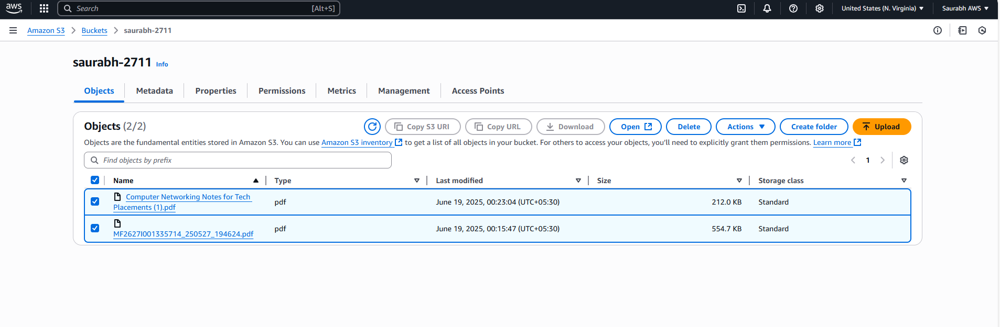 aws
Search [Alt+S]
United States (N. Virginia)
Saurabh AWS
Amazon S3
Buckets
saurabh-2711
saurabh-2711 Info
Objects
Metadata
Properties
Permissions
Metrics
Management
Access Points
Objects (2/2)
Copy S3 URI
Copy URL
Download
Open
Delete
Actions
Create folder
Upload
Objects are the fundamental entities stored in Amazon S3. You can use Amazon S3 inventory to get a list of all objects in your bucket. For others to access your objects, you'll need to explicitly grant them permissions. Learn more
Find objects by prefix
1
Name
Type
Last modified
Size
Storage class
Computer Networking Notes for Tech
Placements (1).pdf
pdf
June 19, 2025, 00:23:04 (UTC+05:30)
212.0 KB
Standard
MF2627I001335714_250527_194624.pdf
pdf
June 19, 2025, 00:15:47 (UTC+05:30)
554.7 KB
Standard